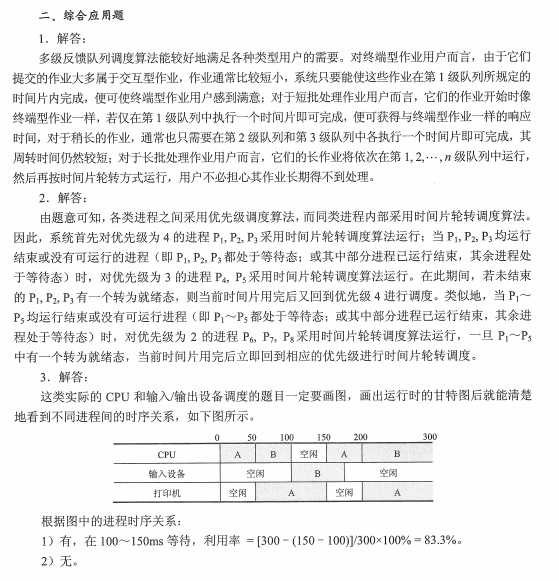 二、综合应用题
1．解答：
多级反馈队列调度算法能较好地满足各种类型用户的需要。对终端型作业用户而言，由于它们
提交的作业大多属于交互型作业，作业通常比较短小，系统只要能使这些作业在第 1 级队列所规定的
时间片内完成，便可使终端型作业用户感到满意；对于短批处理作业用户而言，它们的作业开始时像
终端型作业一样，若仅在第 1 级队列中执行一个时间片即可完成，便可获得与终端型作业一样的响应
时间，对于稍长的作业，通常也只需要在第 2 级队列和第 3 级队列中各执行一个时间片即可完成，其
周转时间仍然较短；对于长批处理作业用户而言，它们的长作业将依次在第 1, 2, ⋯, n 级队列中运行，
然后再按时间片轮转方式运行，用户不必担心其作业长期得不到处理。
2．解答：
由题意可知，各类进程之间采用优先级调度算法，而同类进程内部采用时间片轮转调度算法。
因此，系统首先对优先级为 4 的进程 P₁, P₂, P₃ 采用时间片轮转调度算法运行；当 P₁, P₂, P₃ 均运行
结束或没有可运行的进程（即 P₁, P₂, P₃ 都处于等待态；或其中部分进程已运行结束，其余进程处
于等待态）时，对优先级为 3 的进程 P₄, P₅ 采用时间片轮转调度算法运行。在此期间，若未结束
的 P₁, P₂, P₃ 有一个转为就绪态，则当前时间片用完后又回到优先级 4 进行调度。类似地，当 P₁～
P₅ 均运行结束或没有可运行进程（即 P₁～P₅ 都处于等待态；或其中部分进程已运行结束，其余进
程处于等待态）时，对优先级为 2 的进程 P₆, P₇, P₈ 采用时间片轮转调度算法运行，一旦 P₁～P₅
中有一个转为就绪态，当前时间片用完后立即回到相应的优先级进行时间片轮转调度。
3．解答：
这类实际的 CPU 和输入/输出设备调度的题目一定要画图，画出运行时的甘特图后就能清楚
地看到不同进程间的时序关系，如下图所示。
0 50 100 150 200 300
CPU A B 空闲 A B
输入设备 空闲 B 空闲
打印机 空闲 A 空闲 A
根据图中的进程时序关系：
1）有，在 100～150ms 等待，利用率 = [300 − (150 − 100)]/300×100% = 83.3%。
2）无。